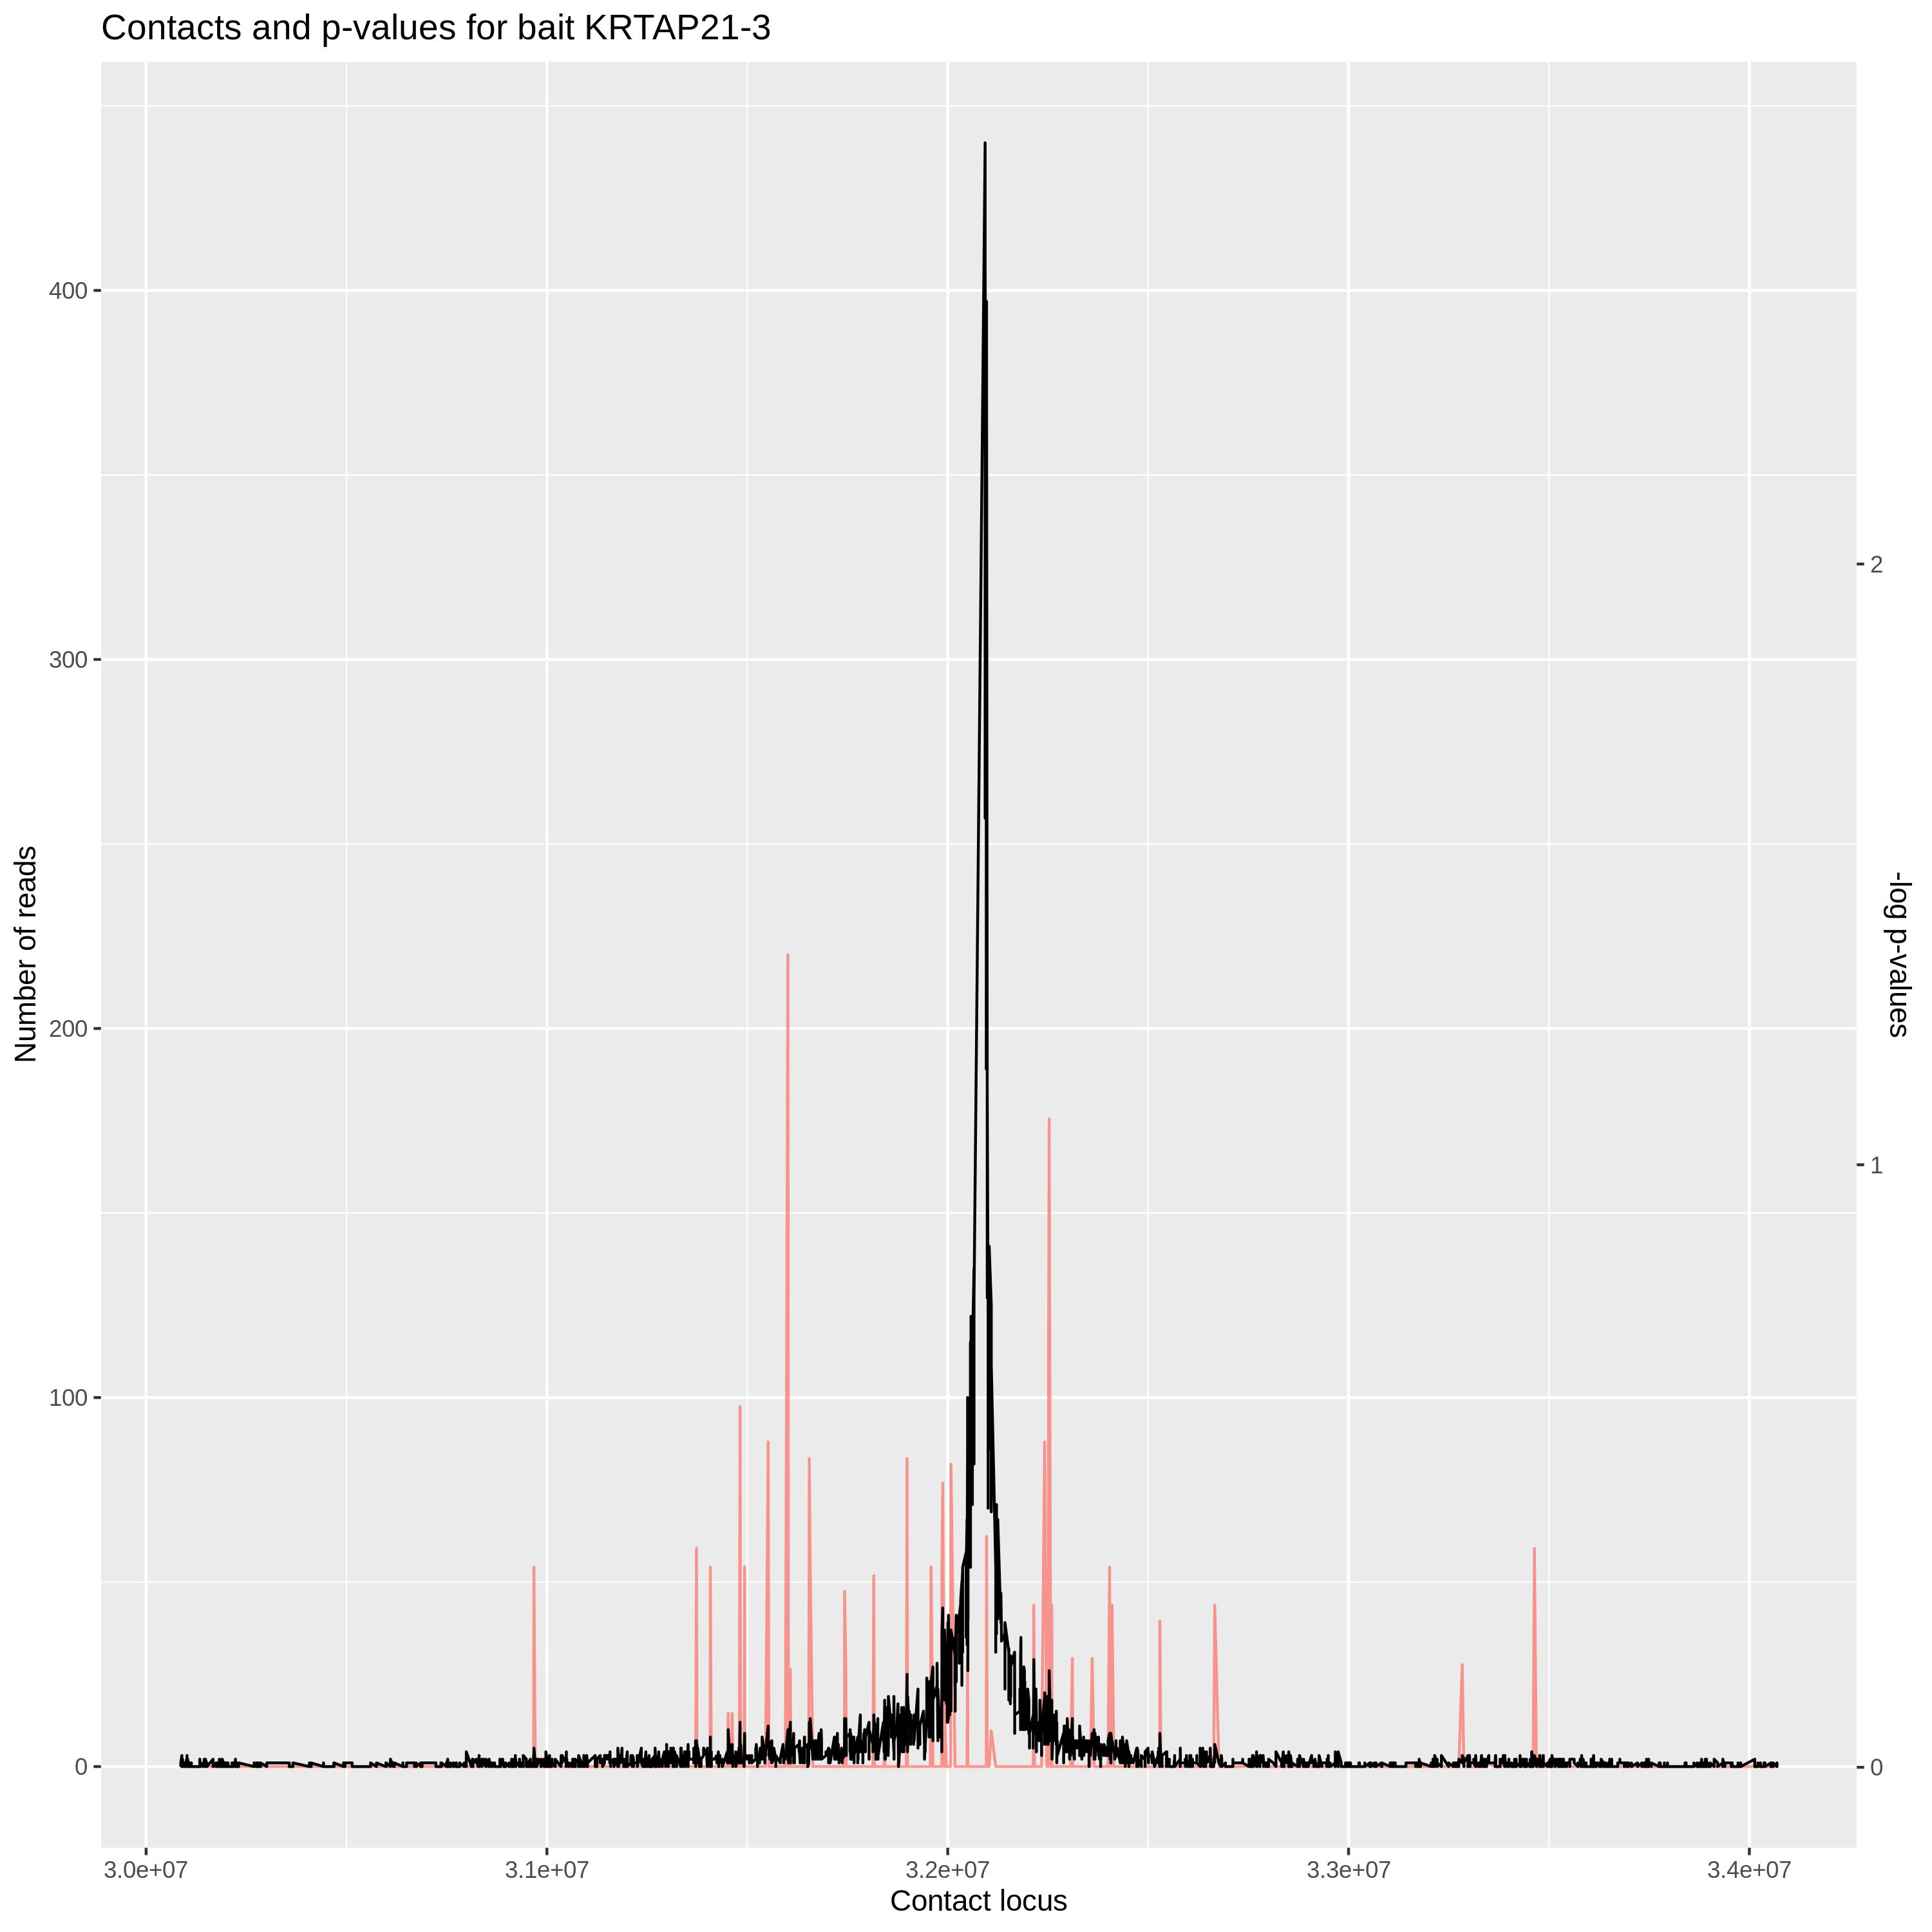 Contacts and p-values for bait KRTAP21-3
400
300
200
100
0
Number of reads
2
1
0
-log p-values
3.0e+07
3.1e+07
3.2e+07
3.3e+07
3.4e+07
Contact locus